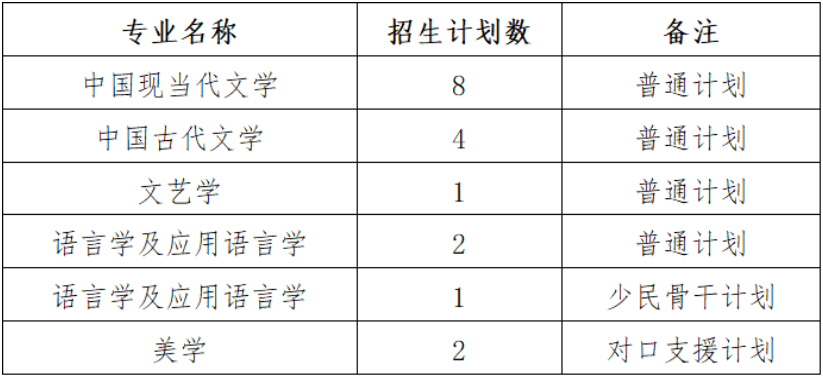 专业名称 招生计划数 备注
中国现当代文学 8 普通计划
中国古代文学 4 普通计划
文艺学 1 普通计划
语言学及应用语言学 2 普通计划
语言学及应用语言学 1 少民骨干计划
美学 2 对口支援计划